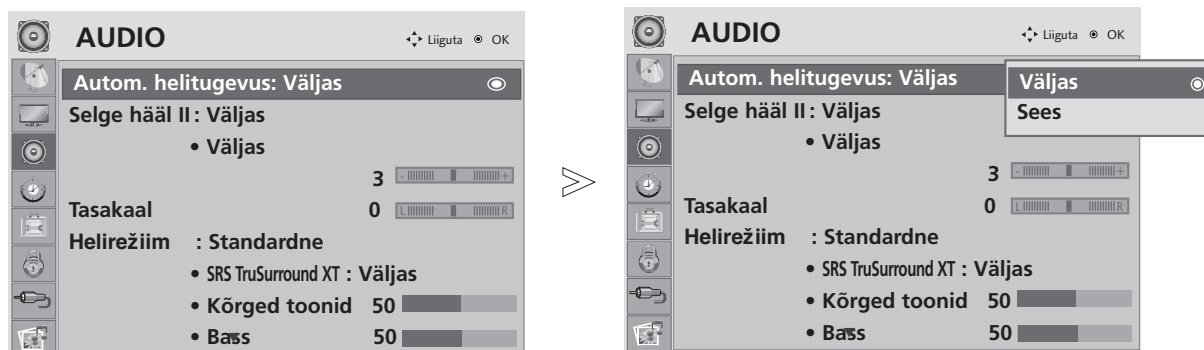 AUDIO
Liiguta OK
Autom. helitugevus: Väljas
Selge hääl II : Väljas
• Väljas
3 - +
Tasakaal 0 L R
Helirežiim : Standardne
• SRS TruSurround XT : Väljas
• Kõrged toonid 50
• Bass 50
AUDIO
Liiguta OK
Autom. helitugevus: Väljas
Väljas
Sees
Selge hääl II : Väljas
• Väljas
3 - +
Tasakaal 0 L R
Helirežiim : Standardne
• SRS TruSurround XT : Väljas
• Kõrged toonid 50
• Bass 50